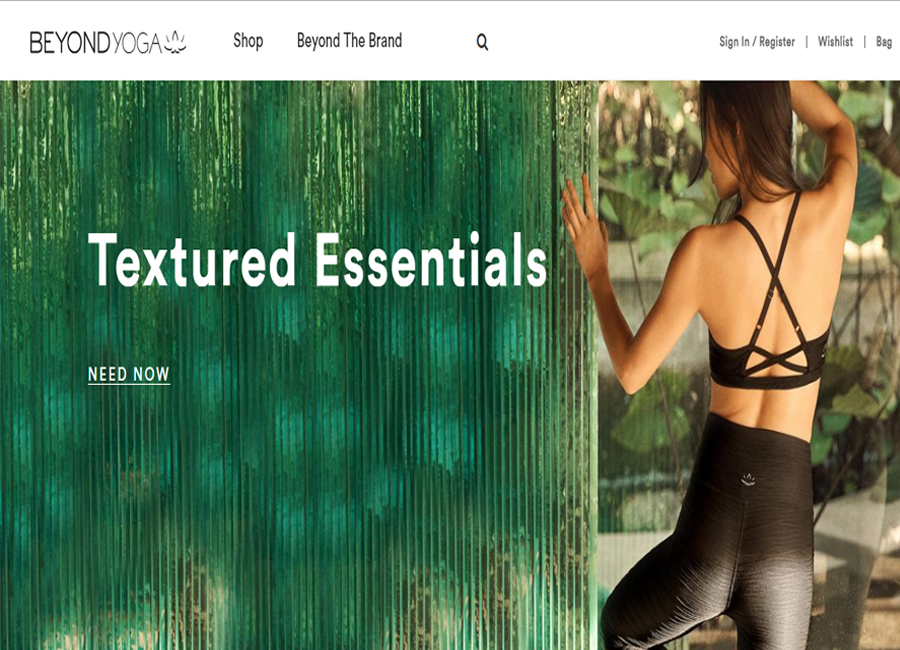 BEYOND YOGA
Shop
Beyond The Brand
Sign In / Register | Wishlist | Bag
Textured Essentials
NEED NOW